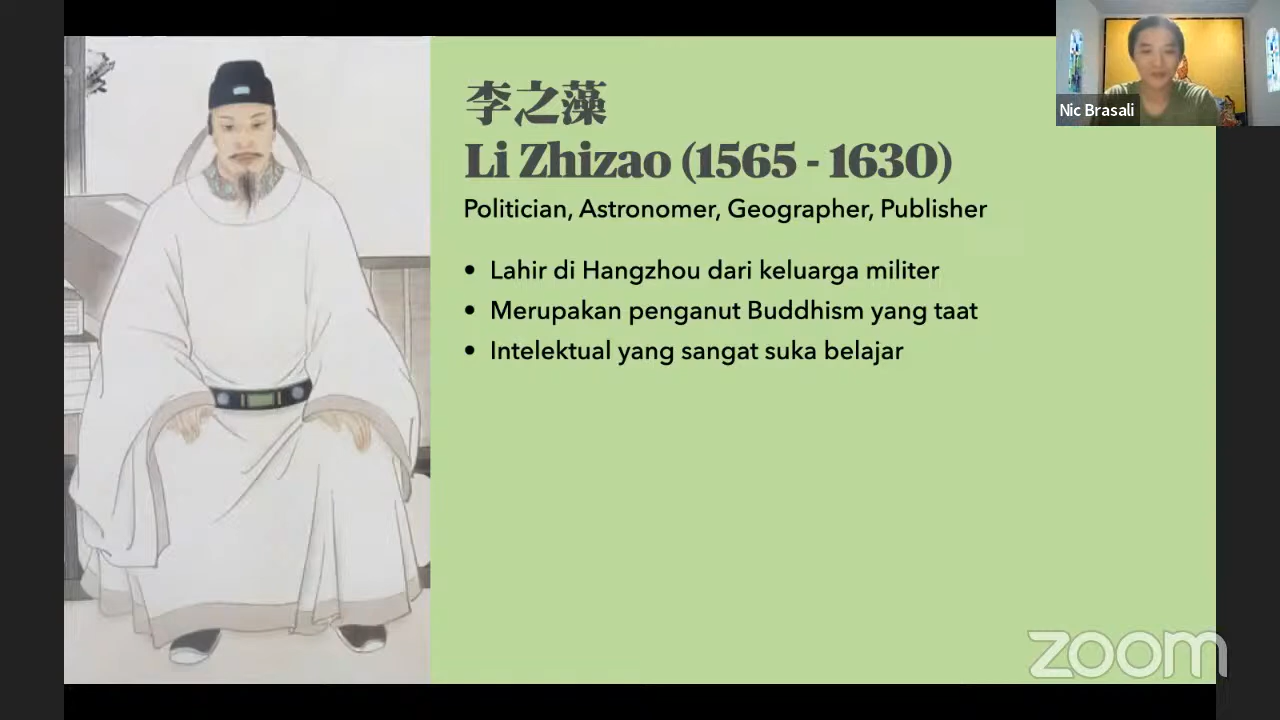 李之藻
Li Zhizao (1565 - 1630)
Politician, Astronomer, Geographer, Publisher
• Lahir di Hangzhou dari keluarga militer
• Merupakan penganut Buddhism yang taat
• Intelektual yang sangat suka belajar
Nic Brasali
zoom